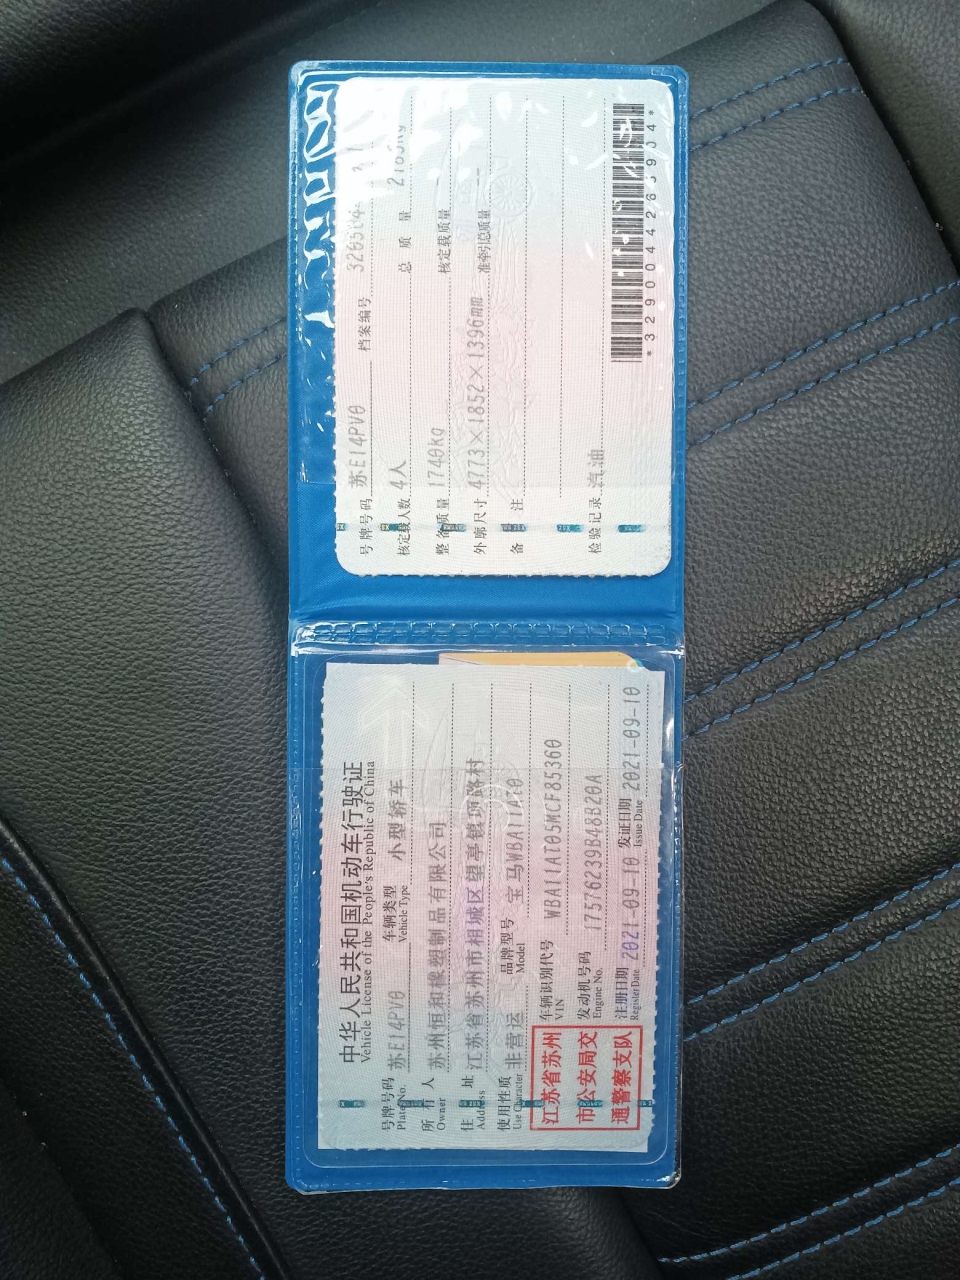 中华人民共和国机动车行驶证
Vehicle License of the People's Republic of China
号牌号码 苏E14PV0 车辆类型 小型轿车
Plate No. Vehicle Type
所有人 苏州恒和橡塑制品有限公司
Owner
住址 江苏省苏州市相城区望亭镇项路村
Address
使用性质 非营运 品牌型号 宝马WBA11AT0
Use Character Model
车辆识别代号 WBA11AT05MCF85360
VIN
发动机号码 17576239B48B20A
Engine No.
注册日期 2021-09-10 发证日期 2021-09-10
Register Date Issue Date
江苏省苏州
市公安局交
通警察支队
号牌号码 苏E14PV0 档案编号
核定载人数 4人 总质量
整备质量 1740kg 核定载质量
外廓尺寸 4773×1852×1396mm 准牵引总质量
备注
检验记录 汽油
*3290044263904*